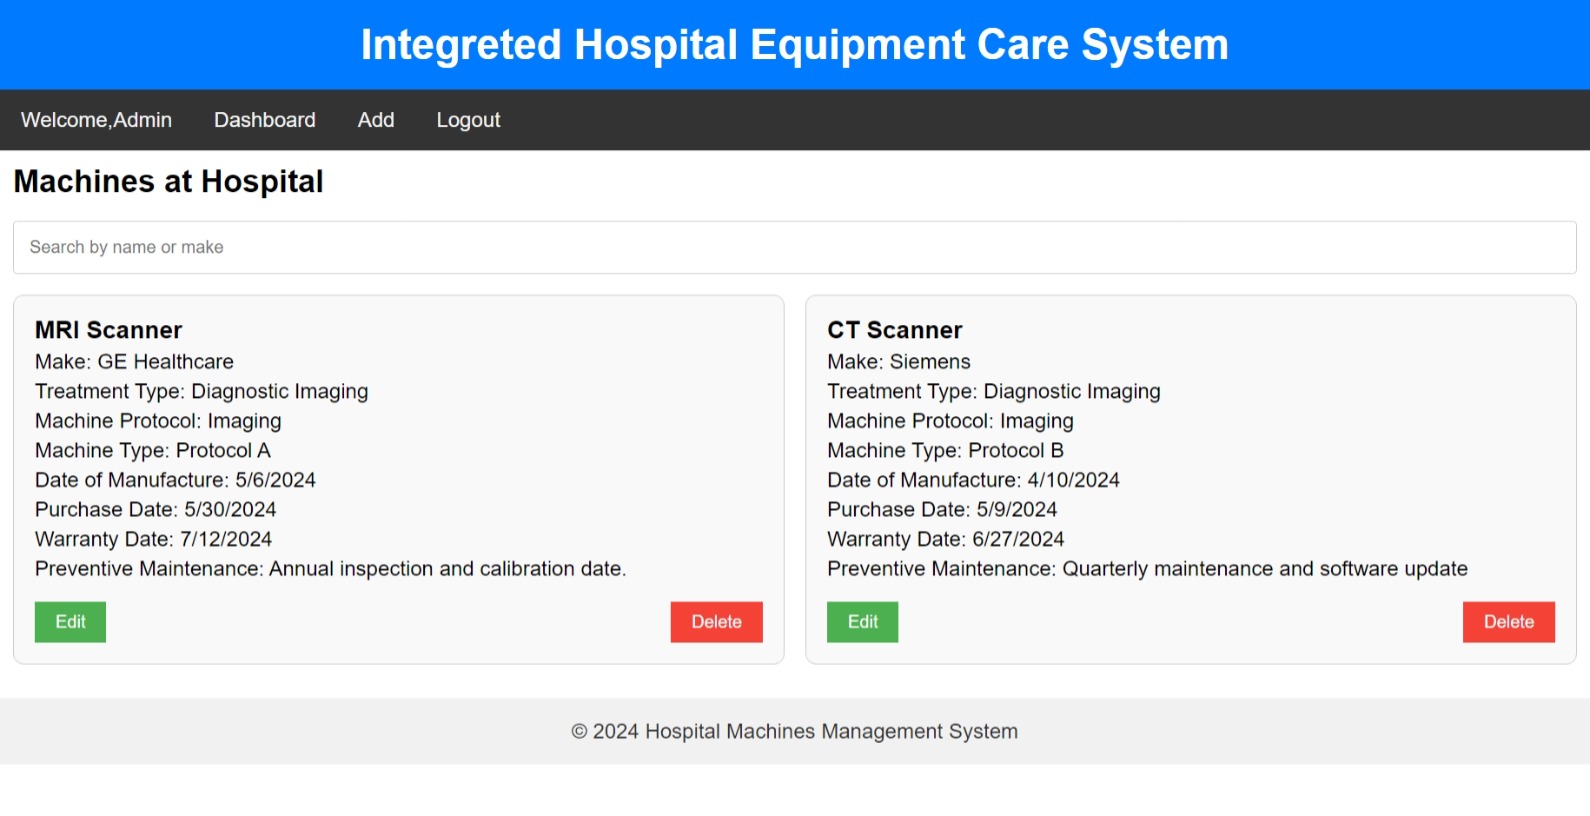 Integreted Hospital Equipment Care System
Welcome,Admin Dashboard Add Logout
Machines at Hospital
Search by name or make
MRI Scanner
Make: GE Healthcare
Treatment Type: Diagnostic Imaging
Machine Protocol: Imaging
Machine Type: Protocol A
Date of Manufacture: 5/6/2024
Purchase Date: 5/30/2024
Warranty Date: 7/12/2024
Preventive Maintenance: Annual inspection and calibration date.
Edit Delete
CT Scanner
Make: Siemens
Treatment Type: Diagnostic Imaging
Machine Protocol: Imaging
Machine Type: Protocol B
Date of Manufacture: 4/10/2024
Purchase Date: 5/9/2024
Warranty Date: 6/27/2024
Preventive Maintenance: Quarterly maintenance and software update
Edit Delete
© 2024 Hospital Machines Management System